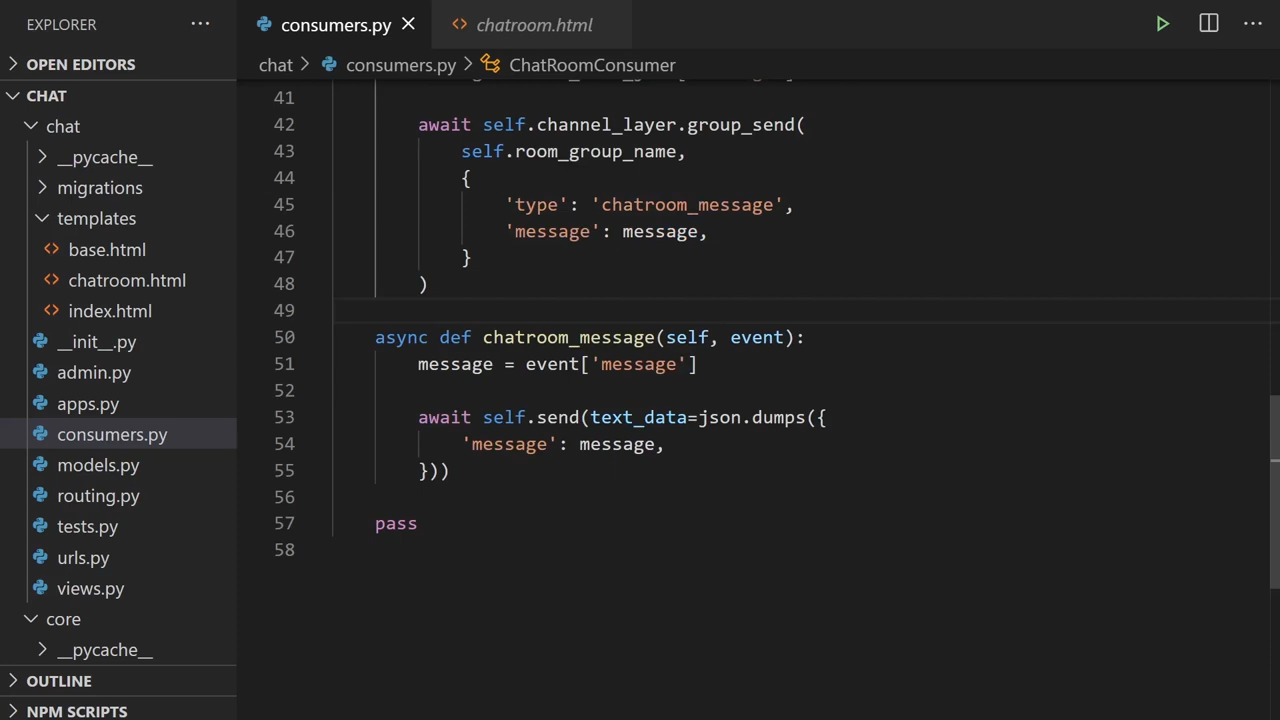 EXPLORER ···
OPEN EDITORS
CHAT
chat
__pycache__
migrations
templates
base.html
chatroom.html
index.html
__init__.py
admin.py
apps.py
consumers.py
models.py
routing.py
tests.py
urls.py
views.py
core
__pycache__
OUTLINE
NPM SCRIPTS
consumers.py chatroom.html ···
chat > consumers.py > ChatRoomConsumer
41
42 await self.channel_layer.group_send(
43 self.room_group_name,
44 {
45 'type': 'chatroom_message',
46 'message': message,
47 }
48 )
49
50 async def chatroom_message(self, event):
51 message = event['message']
52
53 await self.send(text_data=json.dumps({
54 'message': message,
55 }))
56
57 pass
58